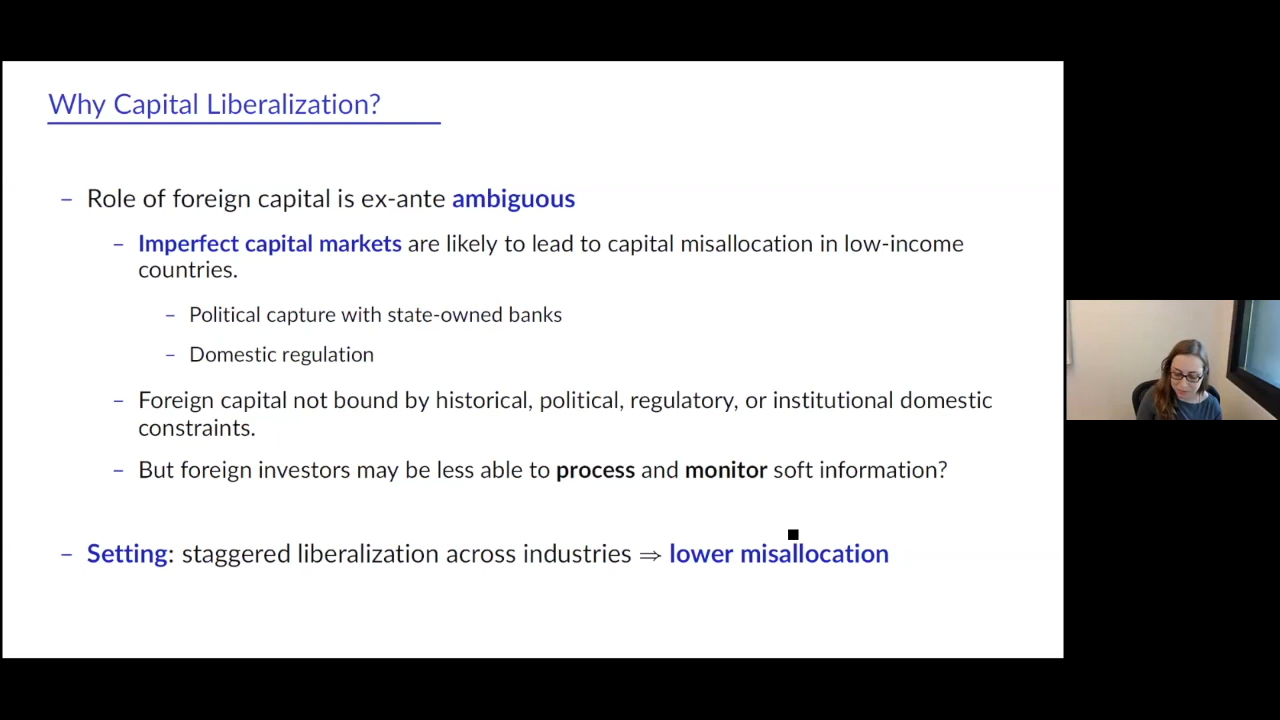 Why Capital Liberalization?
– Role of foreign capital is ex-ante ambiguous
– Imperfect capital markets are likely to lead to capital misallocation in low-income
countries.
– Political capture with state-owned banks
– Domestic regulation
– Foreign capital not bound by historical, political, regulatory, or institutional domestic
constraints.
– But foreign investors may be less able to process and monitor soft information?
– Setting: staggered liberalization across industries ⇒ lower misallocation